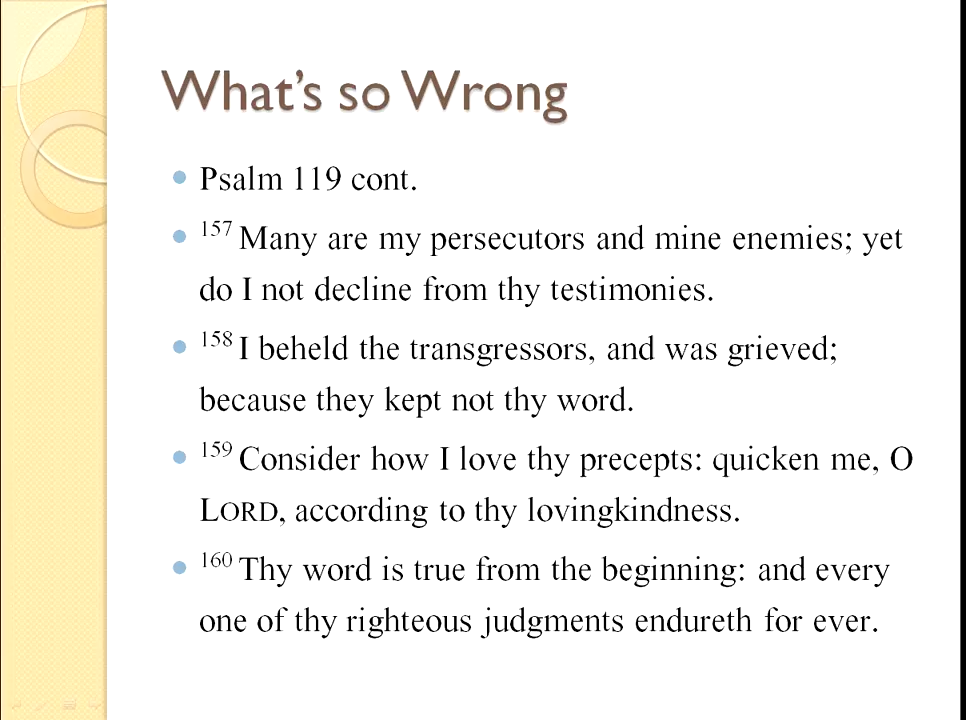 What's so Wrong
Psalm 119 cont.
157 Many are my persecutors and mine enemies; yet
do I not decline from thy testimonies.
158 I beheld the transgressors, and was grieved;
because they kept not thy word.
159 Consider how I love thy precepts: quicken me, O
LORD, according to thy lovingkindness.
160 Thy word is true from the beginning: and every
one of thy righteous judgments endureth for ever.